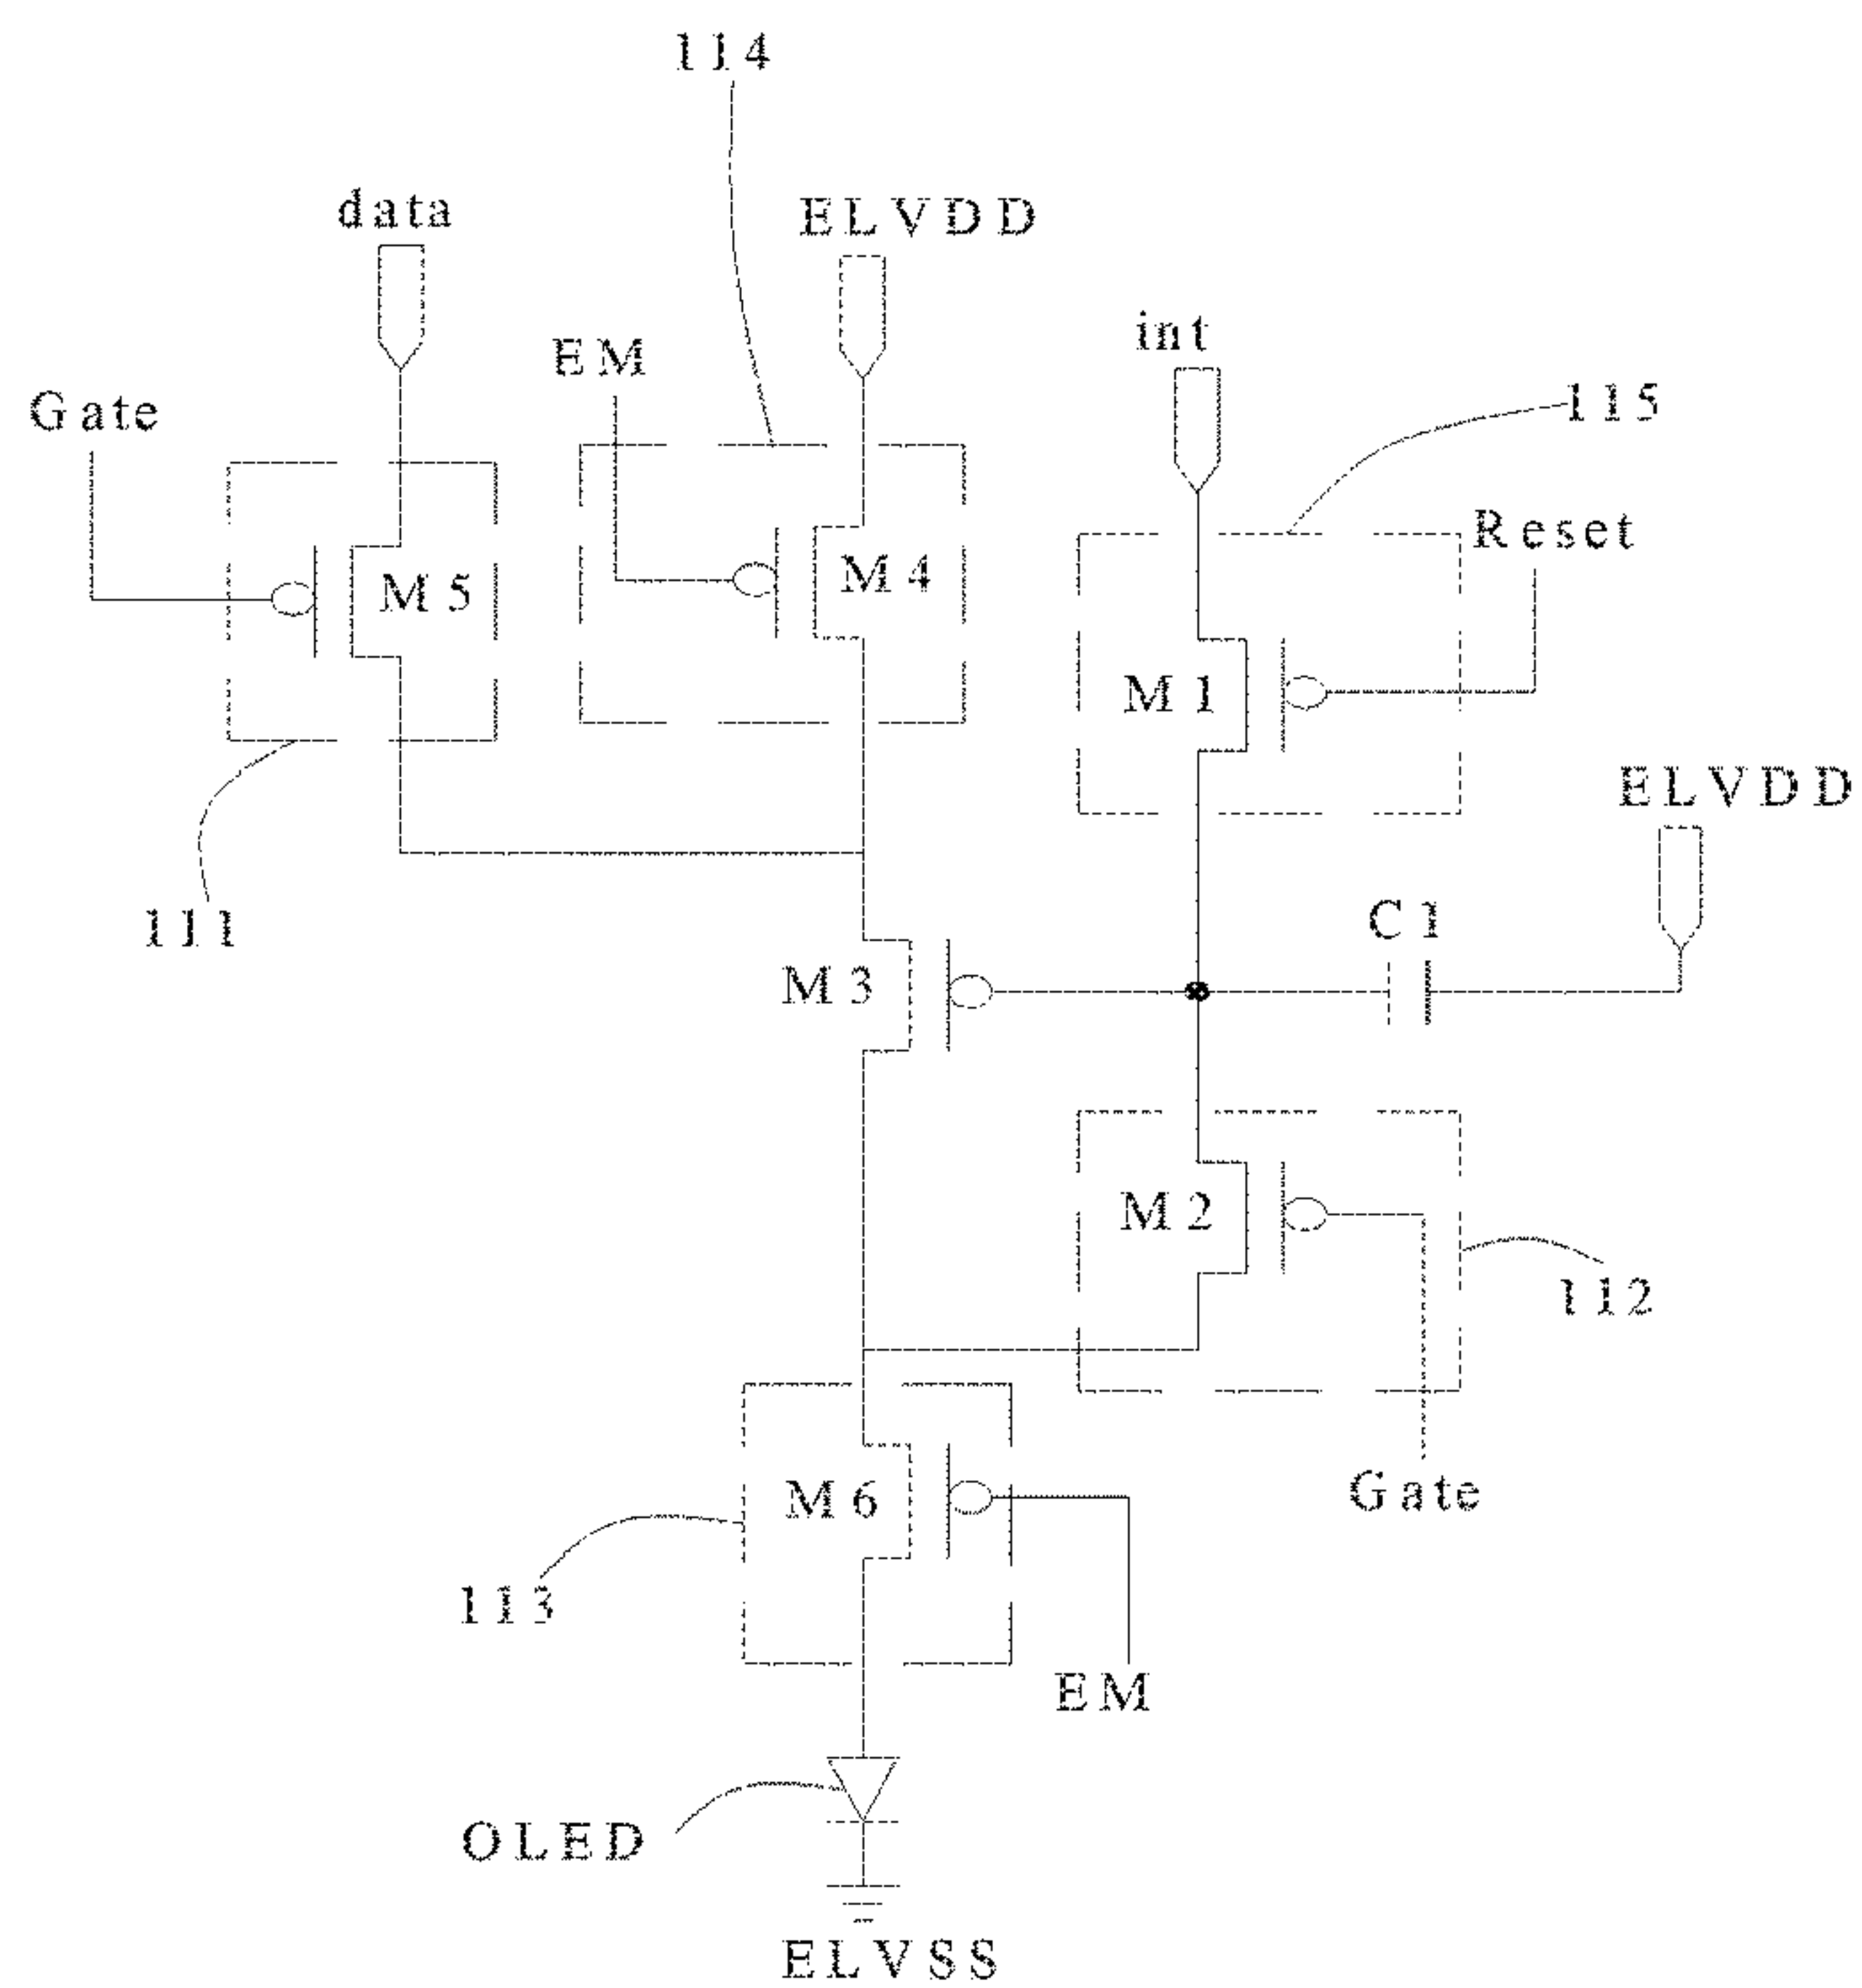 114
data
ELVDD
int
EM
115
Gate
Reset
M4
M5
M1
ELVDD
C1
111
M3
M2
112
Gate
M6
113
EM
OLED
ELVSS